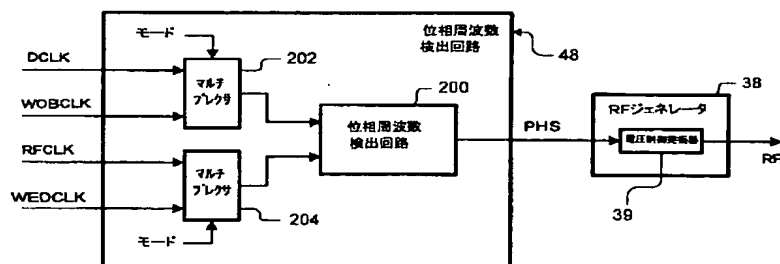 モード
DCLK
WOBCLK
マルチ
プレクサ
202
RFCLK
WEDCLK
マルチ
プレクサ
204
モード
位相周波数
検出回路
200
位相周波数
検出回路
48
PHS
RFジェネレータ
38
電圧制御発振器
39
RF